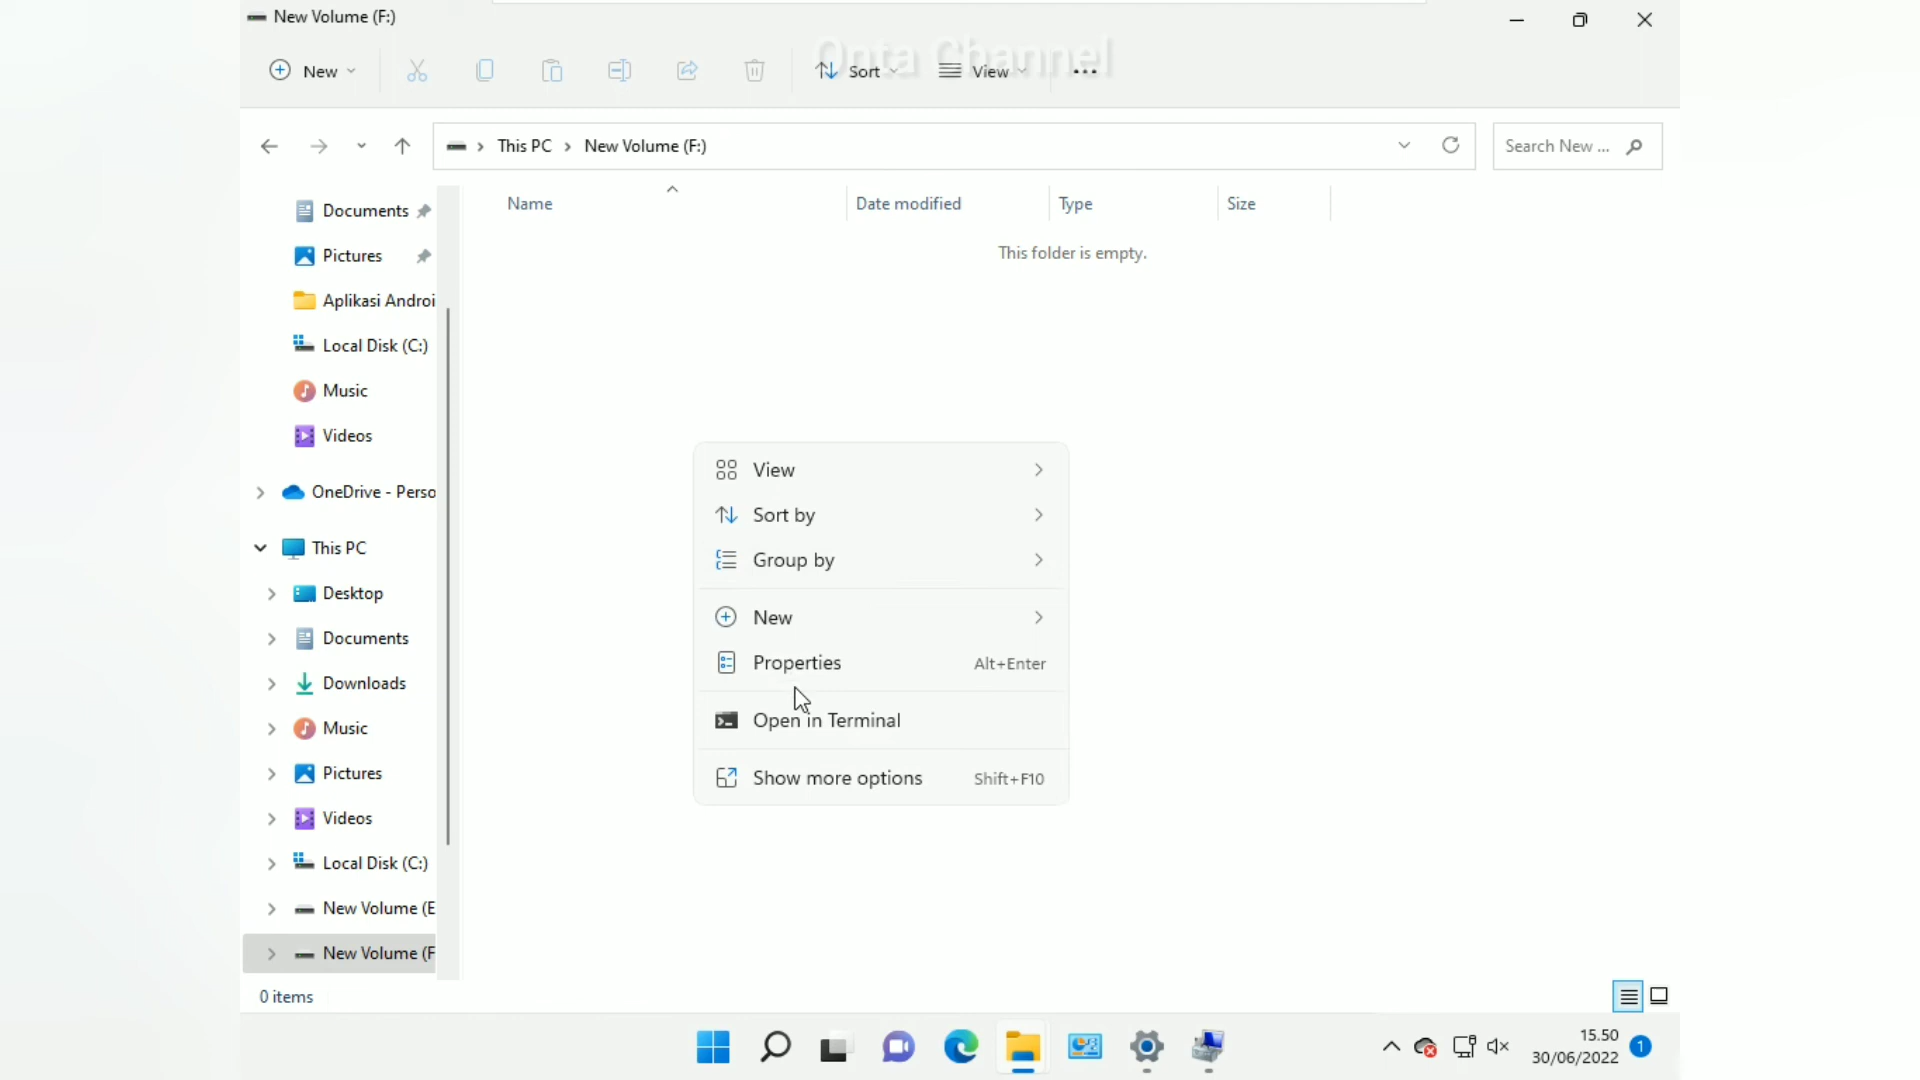 New Volume (F:)
Onta Channel
New
Sort
View
This PC
New Volume (F:)
Search New ...
Name
Date modified
Type
Size
This folder is empty.
Documents
Pictures
Aplikasi Androi
Local Disk (C:)
Music
Videos
OneDrive - Perso
This PC
Desktop
Documents
Downloads
Music
Pictures
Videos
Local Disk (C:)
New Volume (E
New Volume (F
View
Sort by
Group by
New
Properties Alt+Enter
Open in Terminal
Show more options Shift+F10
0 items
15.50
30/06/2022
1